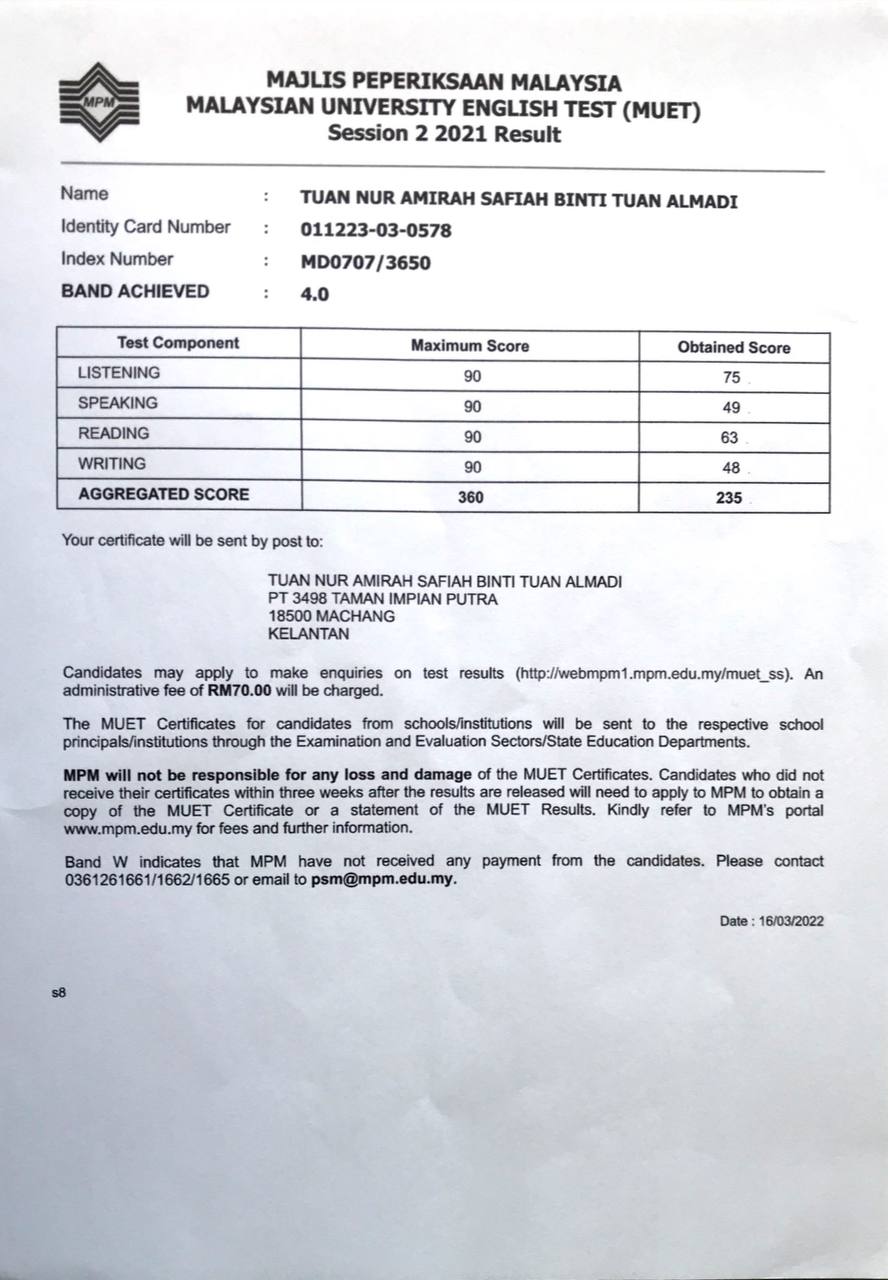 MPM
MAJLIS PEPERIKSAAN MALAYSIA
MALAYSIAN UNIVERSITY ENGLISH TEST (MUET)
Session 2 2021 Result
Name : TUAN NUR AMIRAH SAFIAH BINTI TUAN ALMADI
Identity Card Number : 011223-03-0578
Index Number : MD0707/3650
BAND ACHIEVED : 4.0
Test Component Maximum Score Obtained Score
LISTENING 90 75
SPEAKING 90 49
READING 90 63
WRITING 90 48
AGGREGATED SCORE 360 235
Your certificate will be sent by post to:
TUAN NUR AMIRAH SAFIAH BINTI TUAN ALMADI
PT 3498 TAMAN IMPIAN PUTRA
18500 MACHANG
KELANTAN
Candidates may apply to make enquiries on test results (http://webmpm1.mpm.edu.my/muet_ss). An
administrative fee of RM70.00 will be charged.
The MUET Certificates for candidates from schools/institutions will be sent to the respective school
principals/institutions through the Examination and Evaluation Sectors/State Education Departments.
MPM will not be responsible for any loss and damage of the MUET Certificates. Candidates who did not
receive their certificates within three weeks after the results are released will need to apply to MPM to obtain a
copy of the MUET Certificate or a statement of the MUET Results. Kindly refer to MPM's portal
www.mpm.edu.my for fees and further information.
Band W indicates that MPM have not received any payment from the candidates. Please contact
0361261661/1662/1665 or email to psm@mpm.edu.my.
Date : 16/03/2022
s8